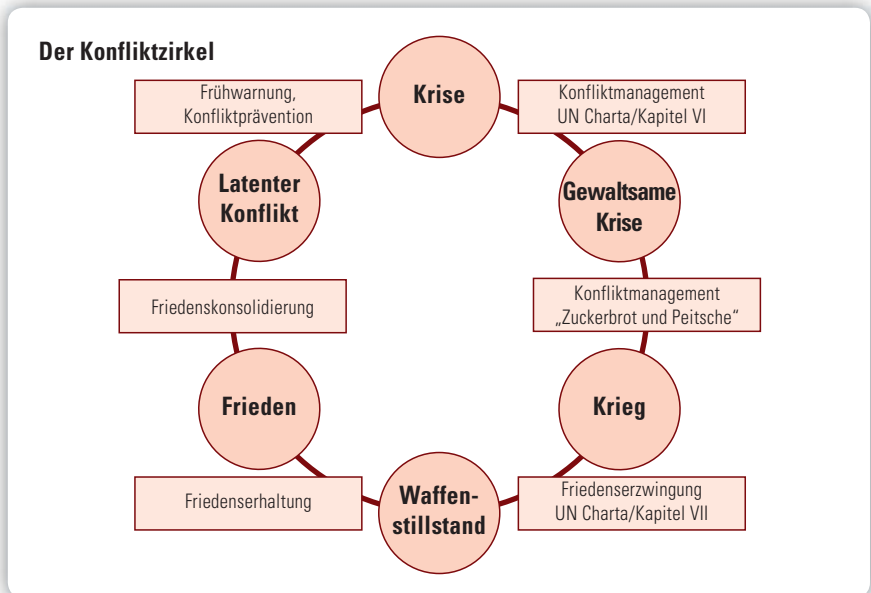 Der Konfliktzirkel
Frühwarnung,
Konfliktprävention
Krise
Konfliktmanagement
UN Charta/Kapitel VI
Latenter
Konflikt
Gewaltsame
Krise
Friedenskonsolidierung
Konfliktmanagement
„Zuckerbrot und Peitsche“
Frieden
Krieg
Friedenserhaltung
Waffen-
stillstand
Friedenserzwingung
UN Charta/Kapitel VII